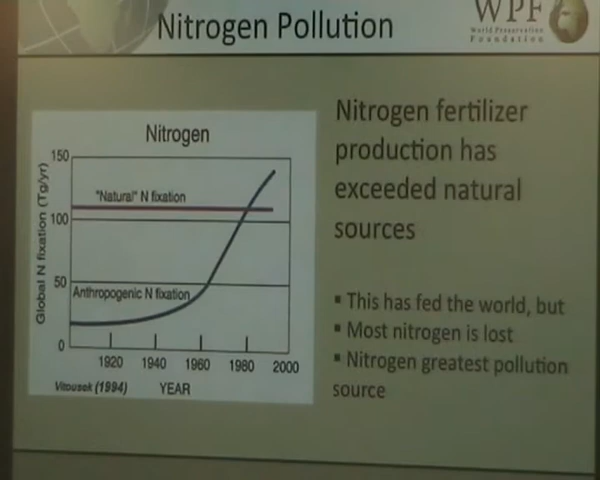 Nitrogen Pollution
WPF
World Preservation
Foundation
Nitrogen
Global N fixation (Tg/yr)
150
100
50
0
"Natural" N fixation
Anthropogenic N fixation
1920 1940 1960 1980 2000
Vitousek (1994) YEAR
Nitrogen fertilizer
production has
exceeded natural
sources
▪ This has fed the world, but
▪ Most nitrogen is lost
▪ Nitrogen greatest pollution
source